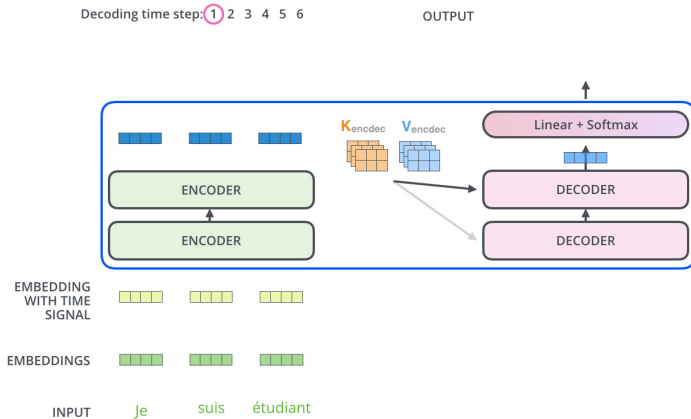 Decoding time step: 1 2 3 4 5 6 OUTPUT
Kencdec Vencdec
Linear + Softmax
ENCODER DECODER
ENCODER DECODER
EMBEDDING
WITH TIME
SIGNAL
EMBEDDINGS
INPUT Je suis étudiant